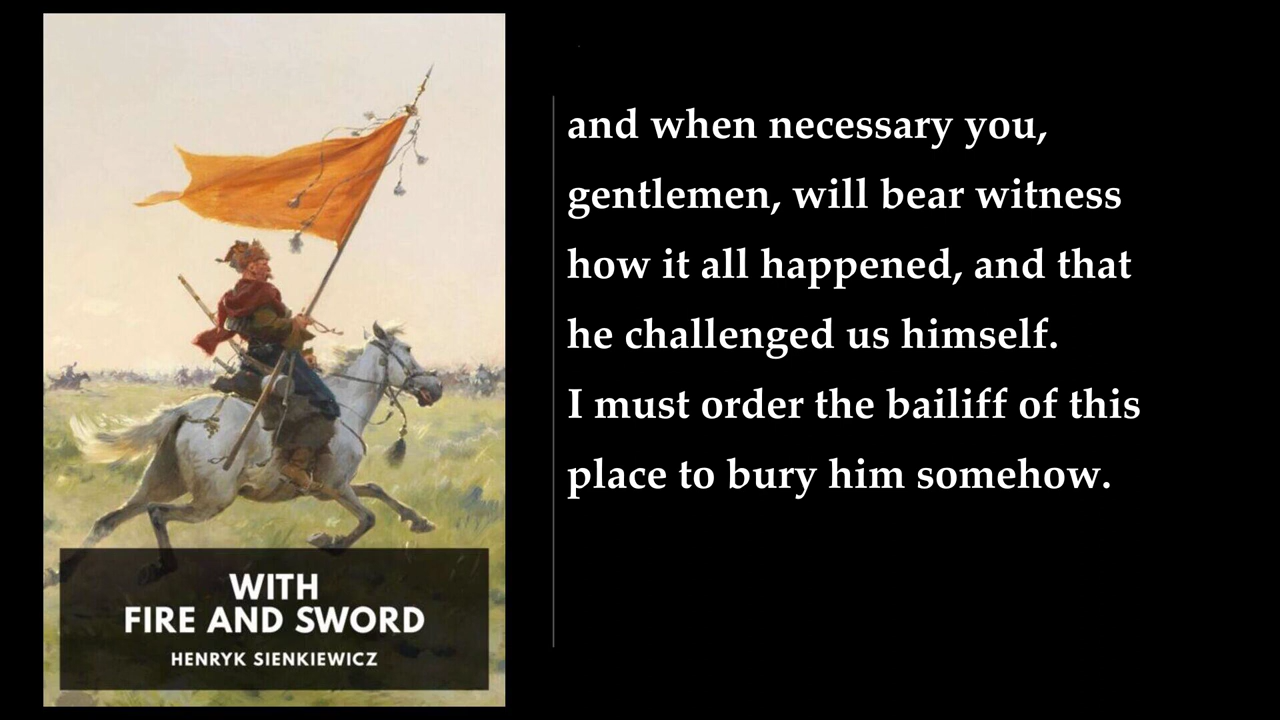 and when necessary you,
gentlemen, will bear witness
how it all happened, and that
he challenged us himself.
I must order the bailiff of this
place to bury him somehow.
WITH
FIRE AND SWORD
HENRYK SIENKIEWICZ